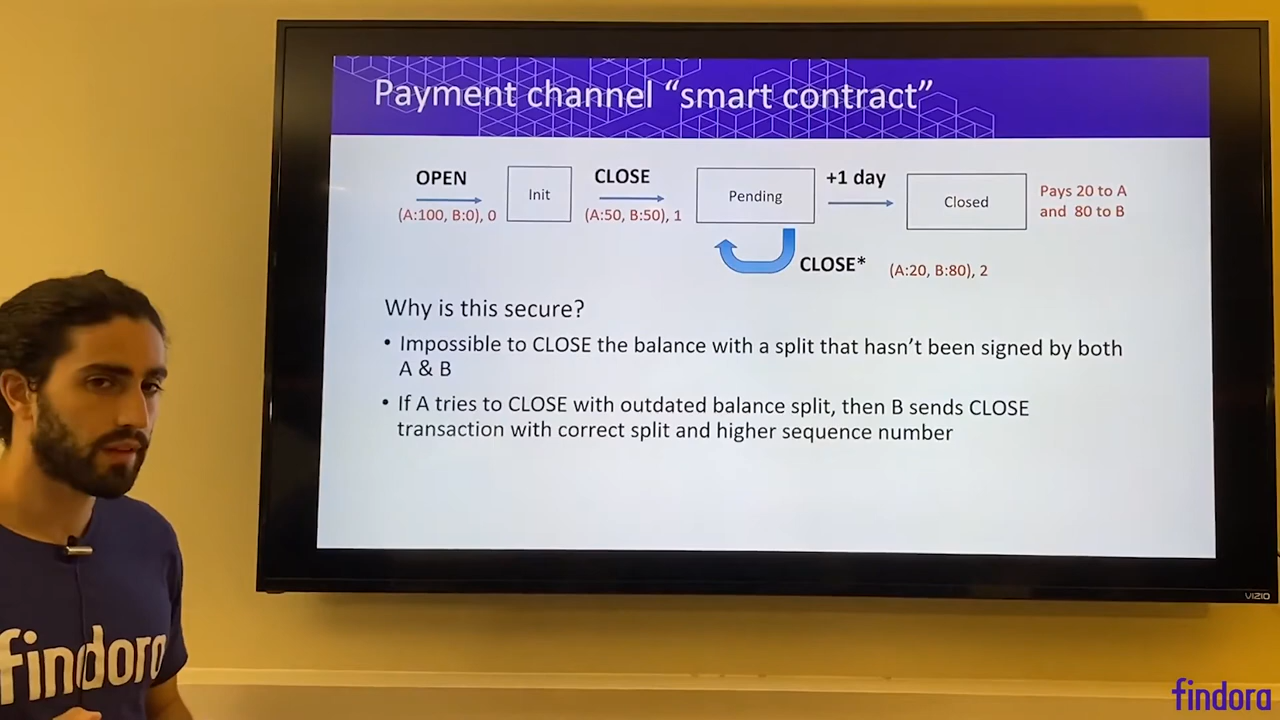 Payment channel “smart contract”
OPEN
(A:100, B:0), 0
Init
CLOSE
(A:50, B:50), 1
Pending
+1 day
Closed
Pays 20 to A
and 80 to B
CLOSE*
(A:20, B:80), 2
Why is this secure?
• Impossible to CLOSE the balance with a split that hasn’t been signed by both
A & B
• If A tries to CLOSE with outdated balance split, then B sends CLOSE
transaction with correct split and higher sequence number
VIZIO
findora
findora